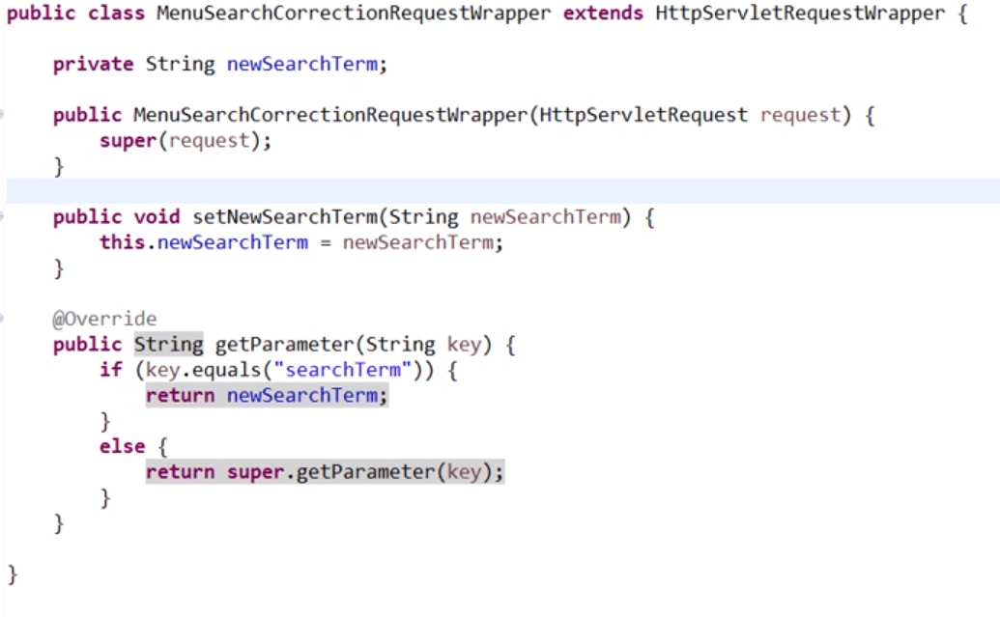 public class MenuSearchCorrectionRequestWrapper extends HttpServletRequestWrapper {
private String newSearchTerm;
public MenuSearchCorrectionRequestWrapper(HttpServletRequest request) {
super(request);
}
public void setNewSearchTerm(String newSearchTerm) {
this.newSearchTerm = newSearchTerm;
}
@Override
public String getParameter(String key) {
if (key.equals("searchTerm")) {
return newSearchTerm;
}
else {
return super.getParameter(key);
}
}
}